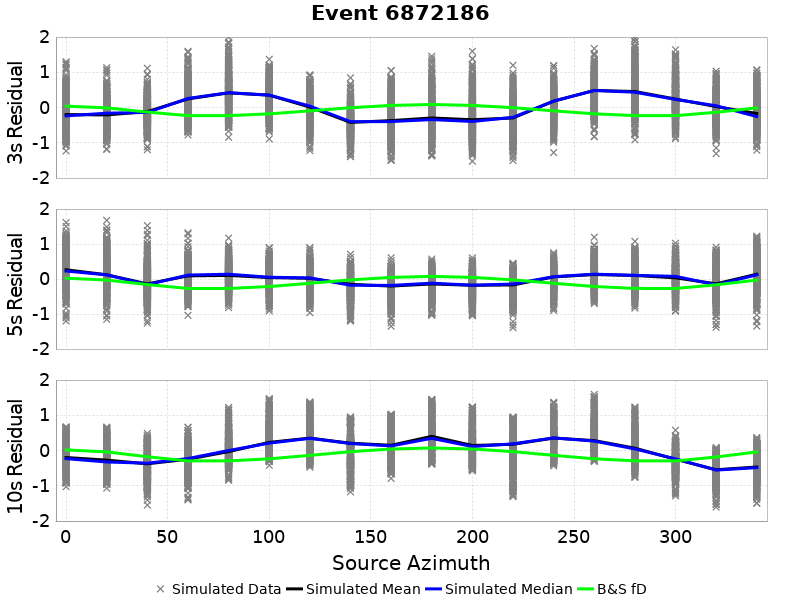 Event 6872186
3s Residual
2
1
0
-1
-2
5s Residual
2
1
0
-1
-2
10s Residual
2
1
0
-1
-2
0 50 100 150 200 250 300
Source Azimuth
Simulated Data Simulated Mean Simulated Median B&S fD